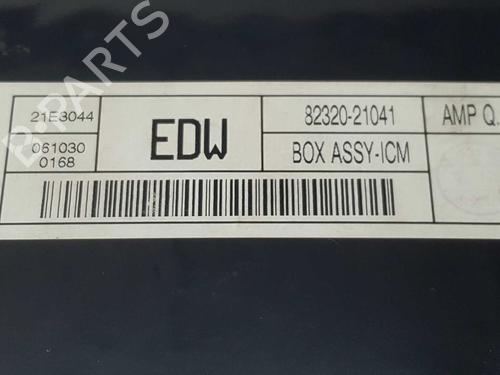 B-PARTS
21E3044
EDW
82320-21041
AMP Q.
061030
0168
BOX ASSY-ICM